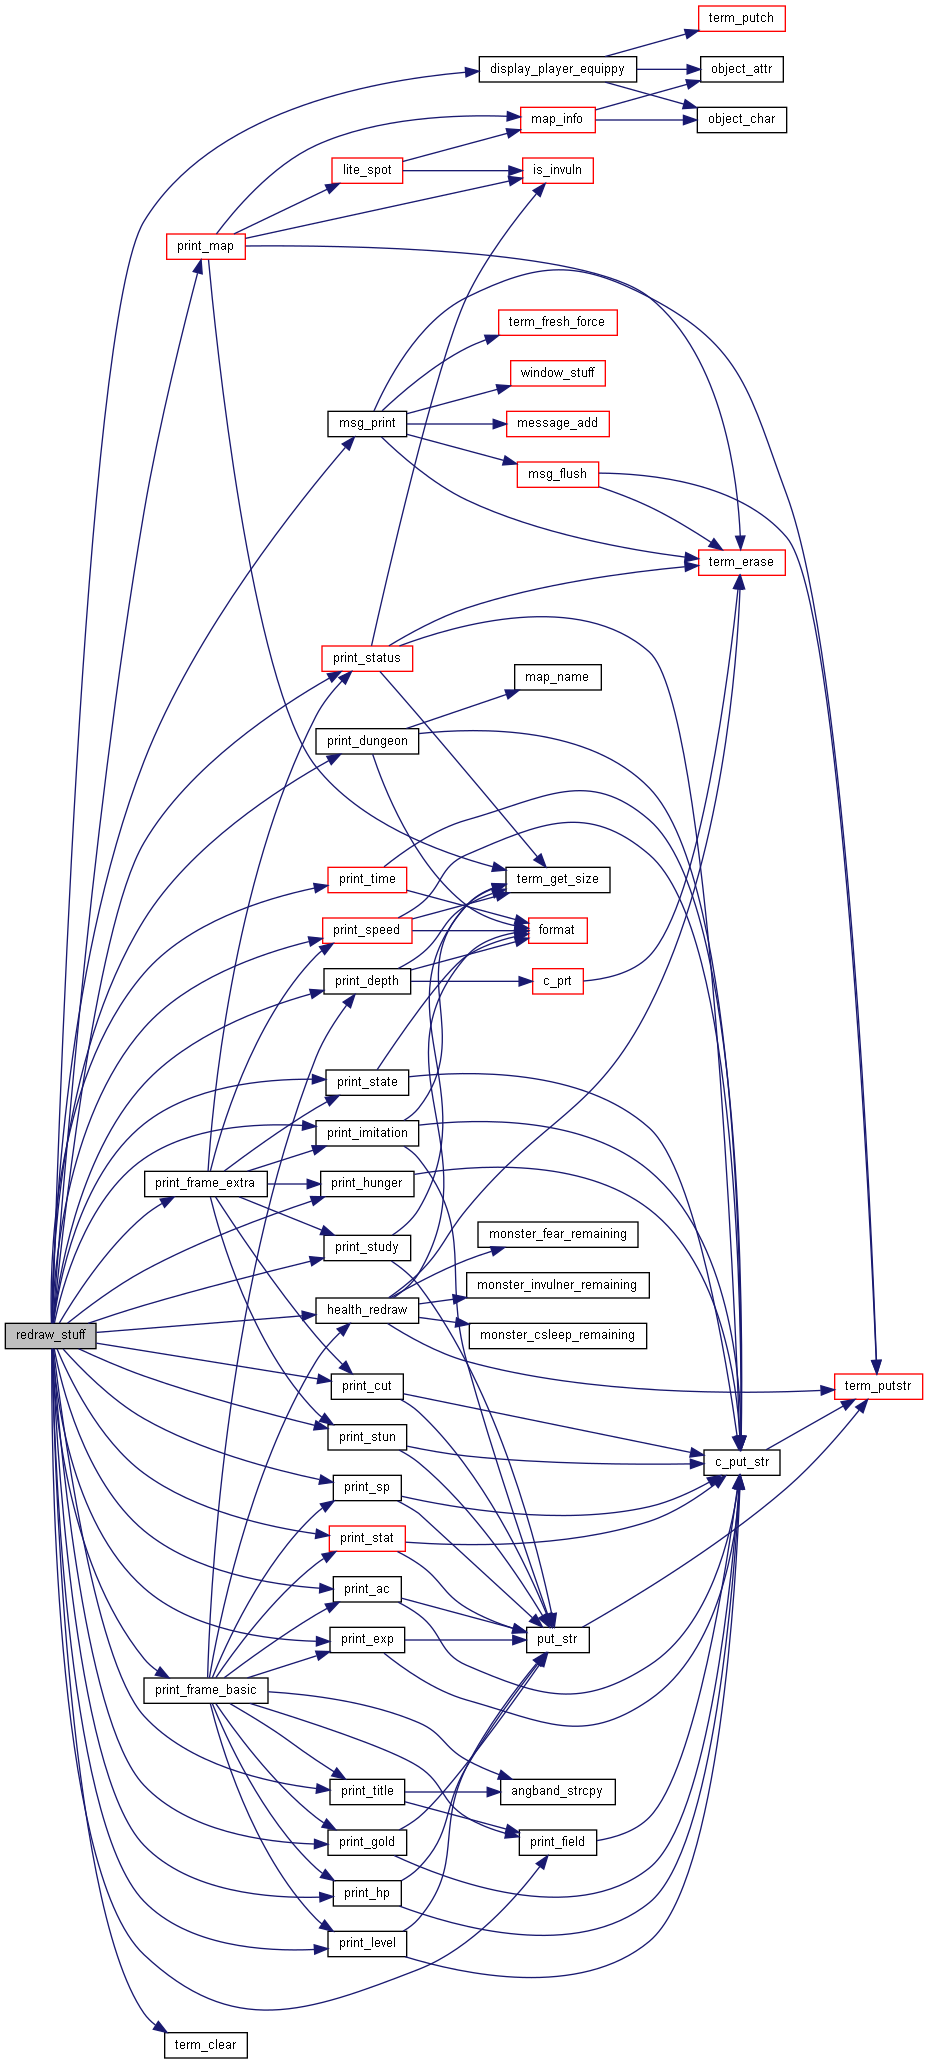 term_putch
display_player_equippy
object_attr
map_info
object_char
lite_spot
is_invuln
print_map
term_fresh_force
window_stuff
msg_print
message_add
msg_flush
term_erase
print_status
map_name
print_dungeon
print_time
term_get_size
print_speed
format
print_depth
c_prt
print_state
print_imitation
print_frame_extra
print_hunger
monster_fear_remaining
print_study
monster_invulner_remaining
health_redraw
redraw_stuff
monster_csleep_remaining
print_cut
term_putstr
print_stun
c_put_str
print_sp
print_stat
print_ac
print_exp
put_str
print_frame_basic
print_title
angband_strcpy
print_gold
print_field
print_hp
print_level
term_clear